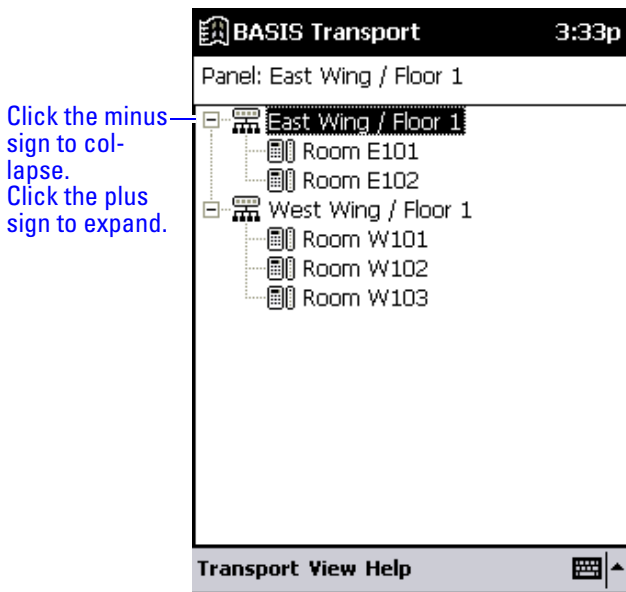 BASIS Transport 3:33p
Panel: East Wing / Floor 1
Click the minus
sign to col-
lapse.
Click the plus
sign to expand.
East Wing / Floor 1
Room E101
Room E102
West Wing / Floor 1
Room W101
Room W102
Room W103
Transport View Help